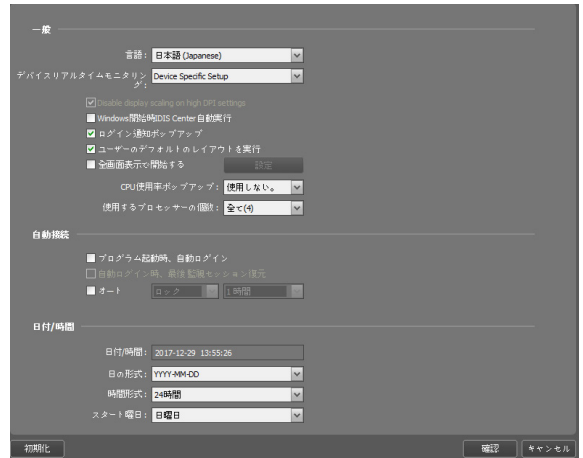 一般
言語: 日本語 (Japanese)
デバイスリアルタイムモニタリング: Device Specific Setup
Disable display scaling on high DPI settings
Windows開始時IDIS Center自動実行
ログイン通知ポップアップ
ユーザーのデフォルトのレイアウトを実行
全画面表示で開始する 設定
CPU使用率ポップアップ: 使用しない。
使用するプロセッサーの個数: 全て(4)
自動接続
プログラム起動時、自動ログイン
自動ログイン時、最後監視セッション復元
オート ロック 1時間
日付/時間
日付/時間: 2017-12-29 13:55:26
日の形式: YYYY-MM-DD
時間形式: 24時間
スタート曜日: 日曜日
初期化 確認 キャンセル